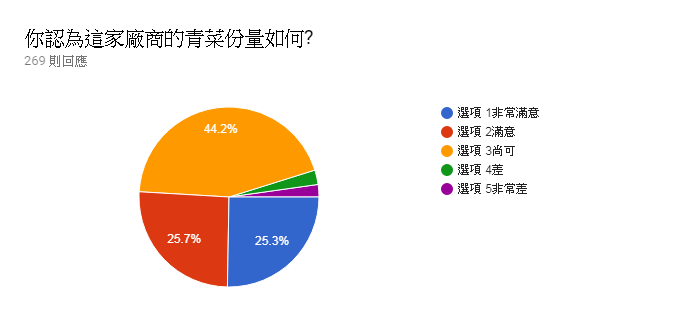 你認為這家廠商的青菜份量如何?
269 則回應
44.2%
25.7%
25.3%
選項 1非常滿意
選項 2滿意
選項 3尚可
選項 4差
選項 5非常差